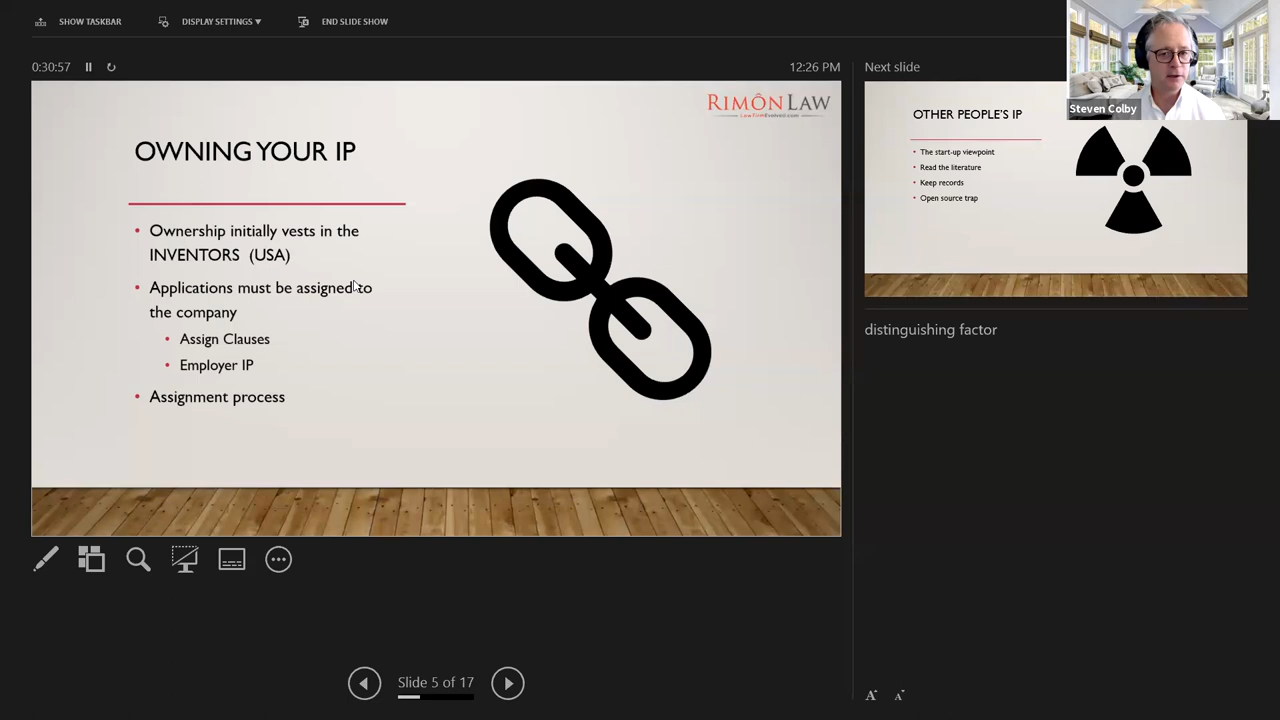 SHOW TASKBAR
DISPLAY SETTINGS ▼
END SLIDE SHOW
0:30:57
12:26 PM
RIMÔN LAW
LawFirmEvolved.com
OWNING YOUR IP
• Ownership initially vests in the
INVENTORS (USA)
• Applications must be assigned to
the company
• Assign Clauses
• Employer IP
• Assignment process
Slide 5 of 17
Next slide
Steven Colby
OTHER PEOPLE'S IP
• The start-up viewpoint
• Read the literature
• Keep records
• Open source trap
distinguishing factor
A A